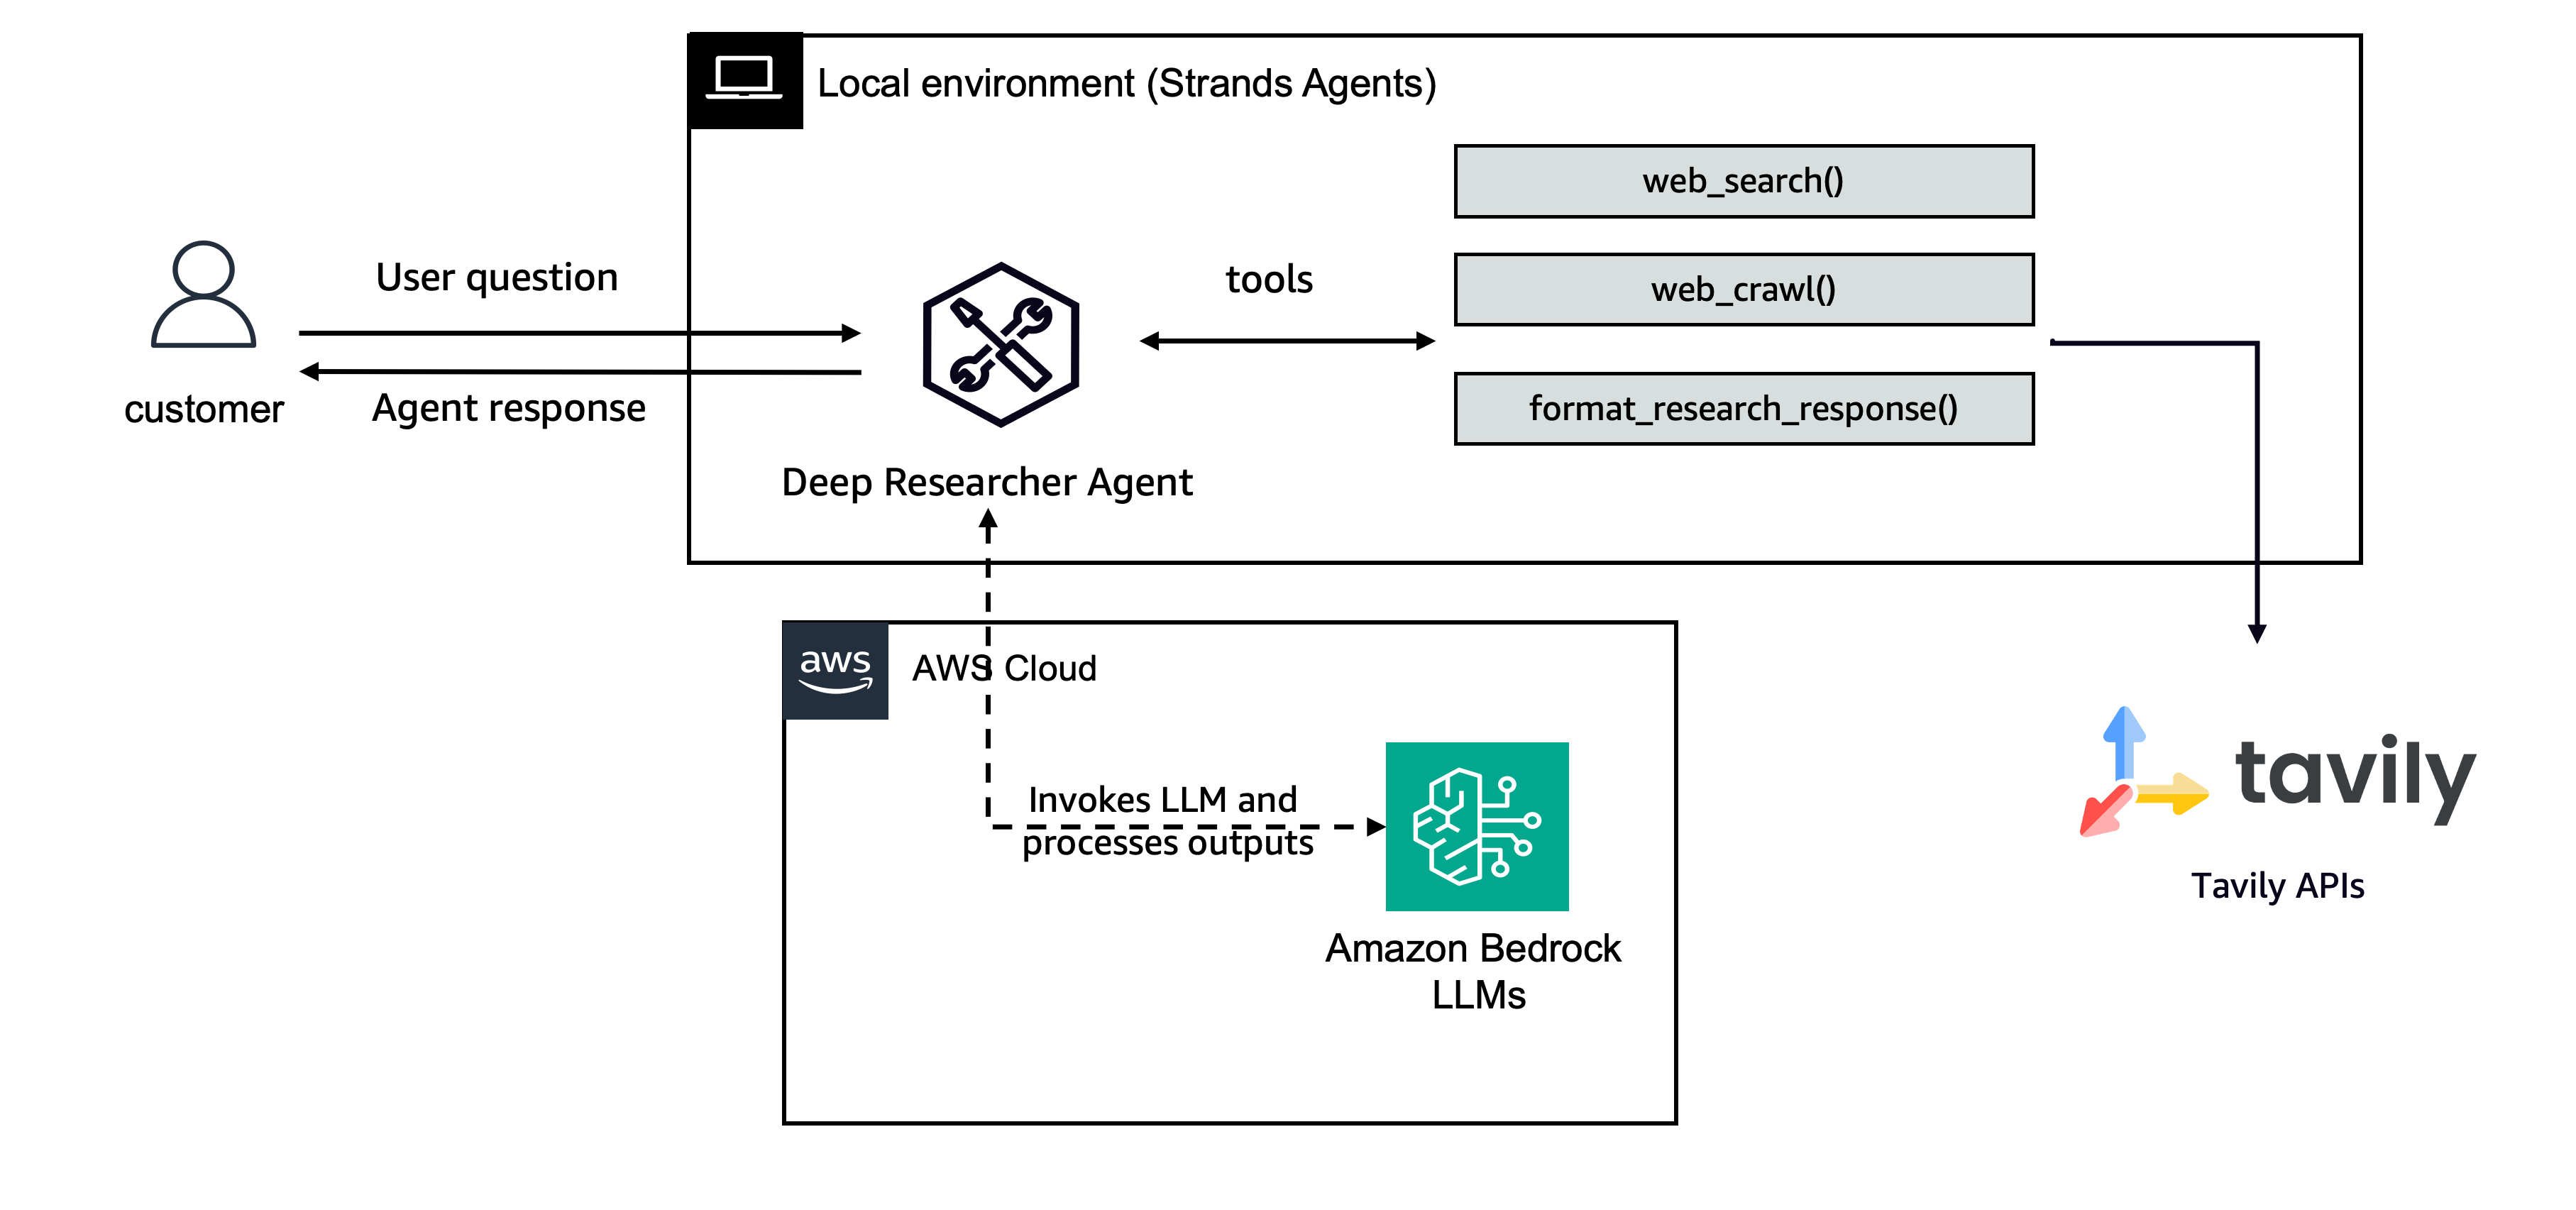 Local environment (Strands Agents)
web_search()
User question
tools
web_crawl()
customer
Agent response
format_research_response()
Deep Researcher Agent
aws
AWS Cloud
tavily
Invokes LLM and
processes outputs
Tavily APIs
Amazon Bedrock
LLMs